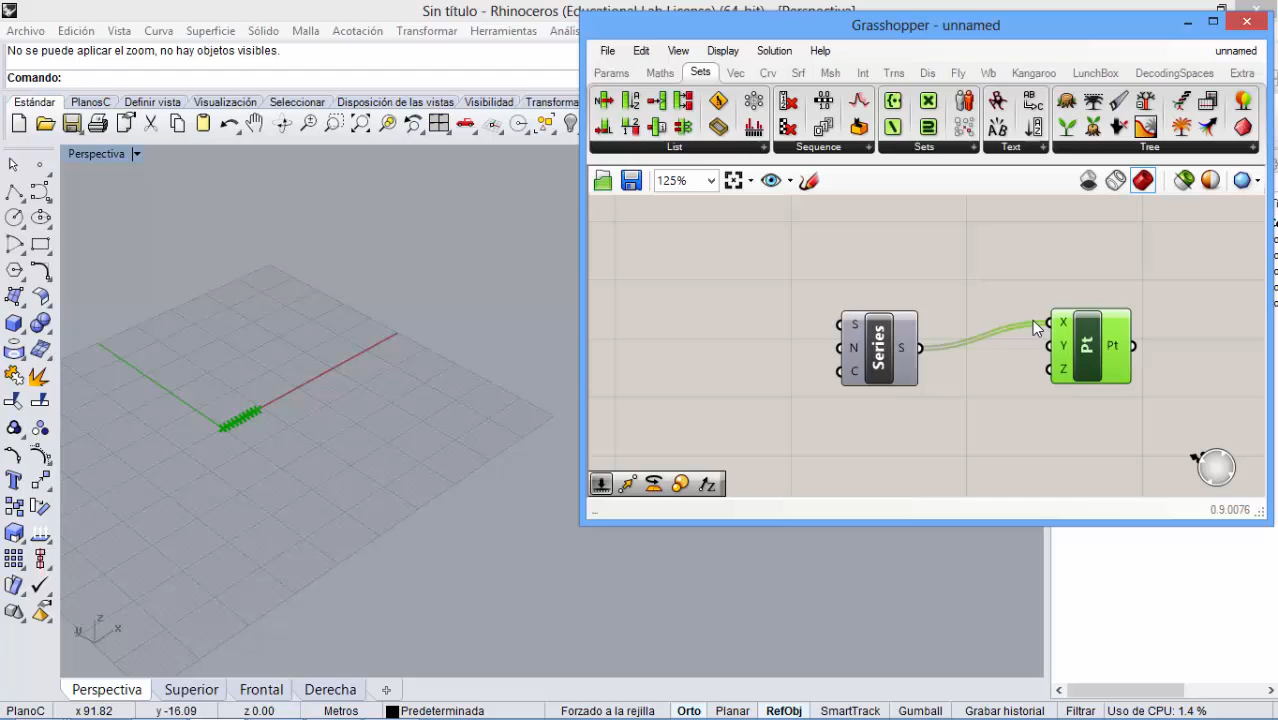 Sin título - Rhinoceros (Educational Lab License) (64-bit) - [Perspectiva]
Archivo Edición Vista Curva Superficie Sólido Malla Acotación Transformar Herramientas Análisis
No se puede aplicar el zoom, no hay objetos visibles.
Comando:
Estándar PlanosC Definir vista Visualización Seleccionar Disposición de las vistas Visibilidad Transforma
Perspectiva
Grasshopper - unnamed
File Edit View Display Solution Help unnamed
Params Maths Sets Vec Crv Srf Msh Int Trns Dis Fly Wb Kangaroo LunchBox DecodingSpaces Extra
List Sequence Sets Text Tree
125%
S N C Series S
X Y Z Pt Pt
0.9.0076
z
y x
Perspectiva Superior Frontal Derecha
PlanoC x 91.82 y -16.09 z 0.00 Metros Predeterminada Forzado a la rejilla Orto Planar RefObj SmartTrack Gumball Grabar historial Filtrar Uso de CPU: 1.4 %